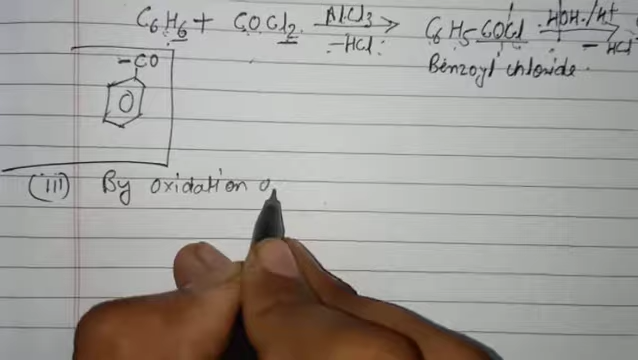 C6H6 + COCl2 AlCl3 -HCl C6H5COCl HOH/H+ -HCl
Benzoyl chloride.
-CO
(iii) By oxidation o